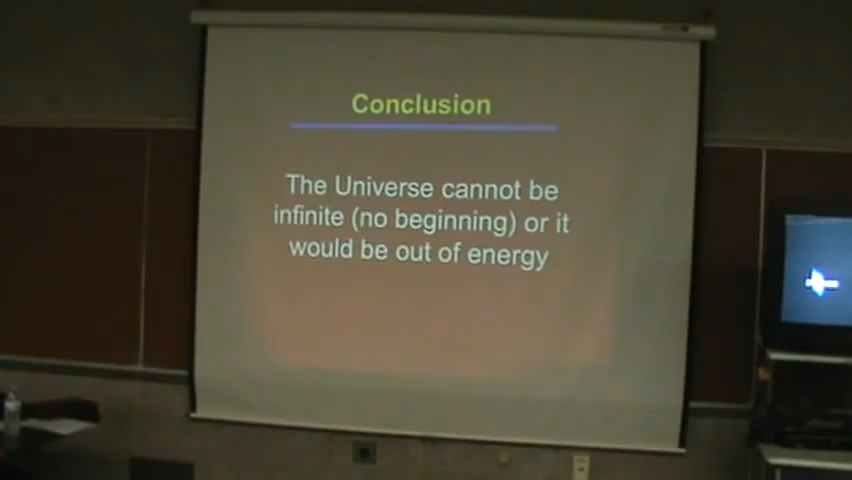 Conclusion
The Universe cannot be
infinite (no beginning) or it
would be out of energy